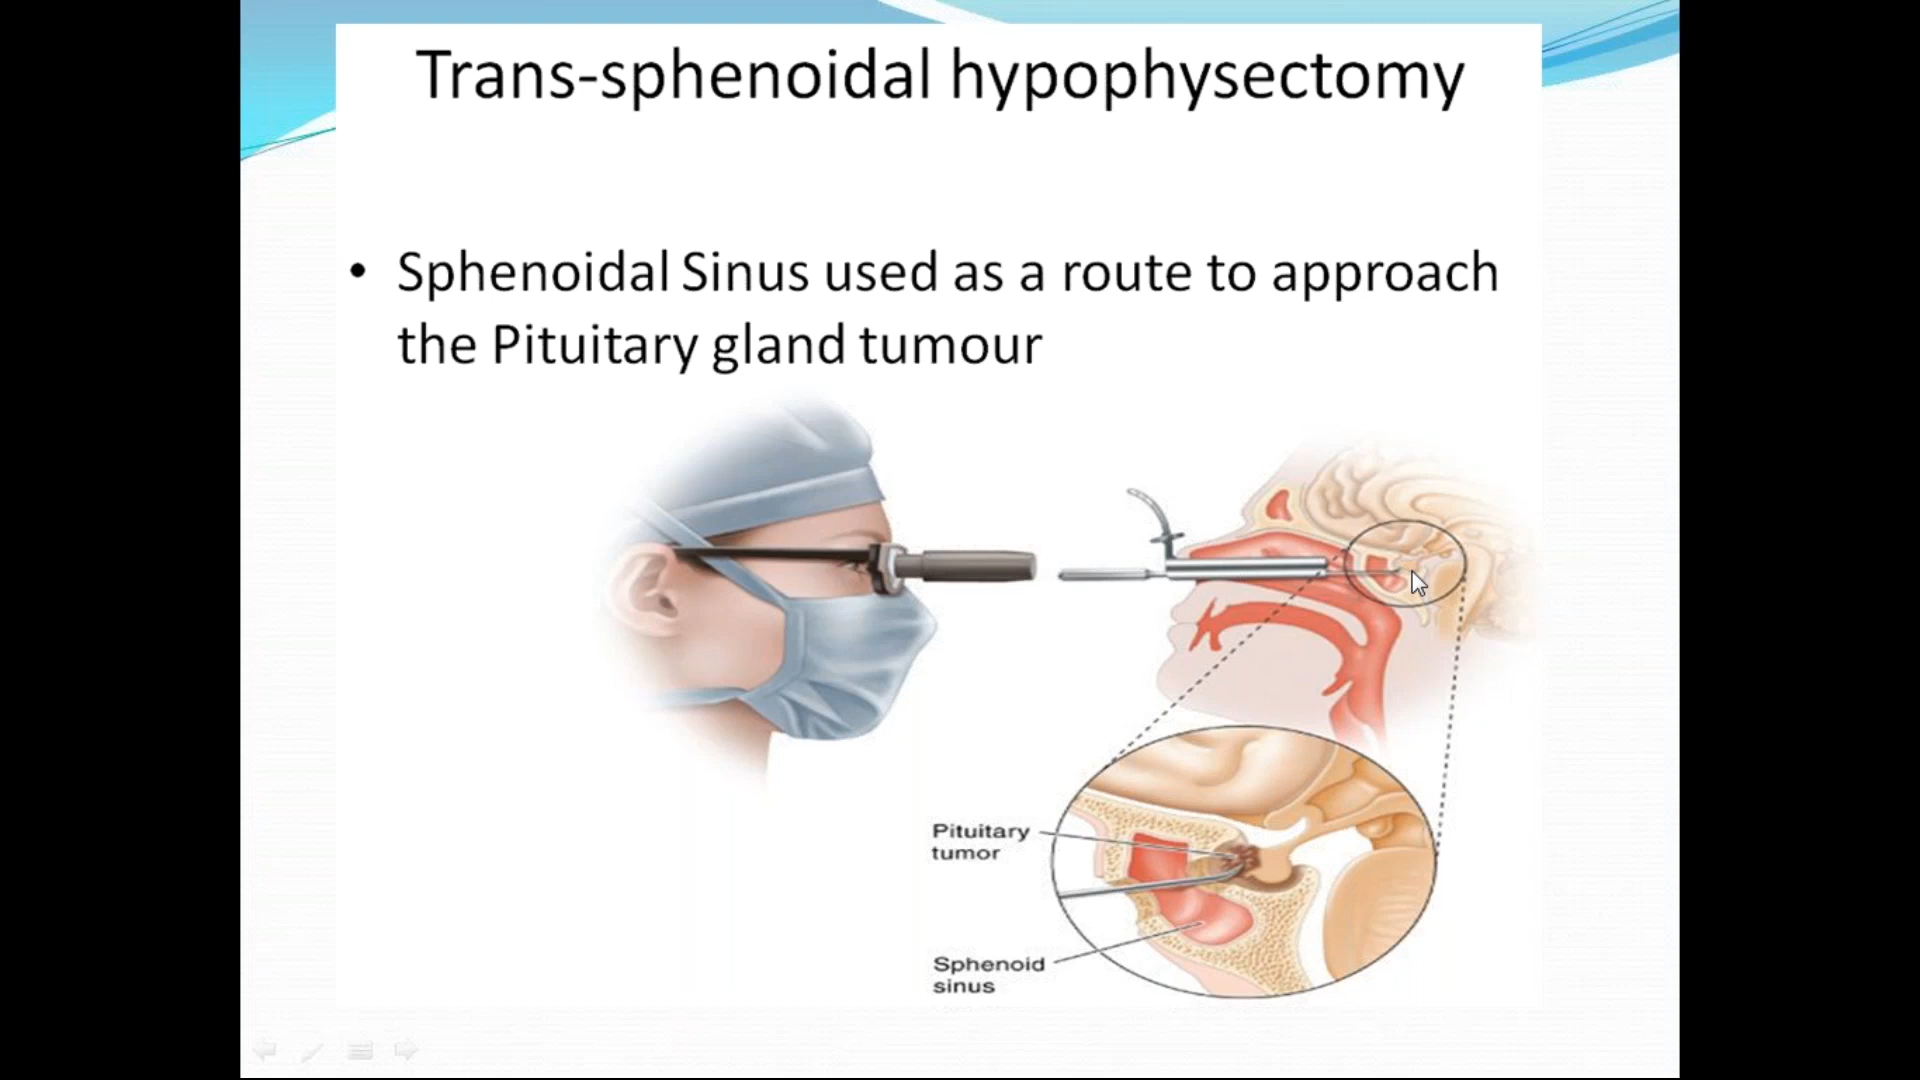 Trans-sphenoidal hypophysectomy
• Sphenoidal Sinus used as a route to approach
the Pituitary gland tumour
Pituitary
tumor
Sphenoid
sinus